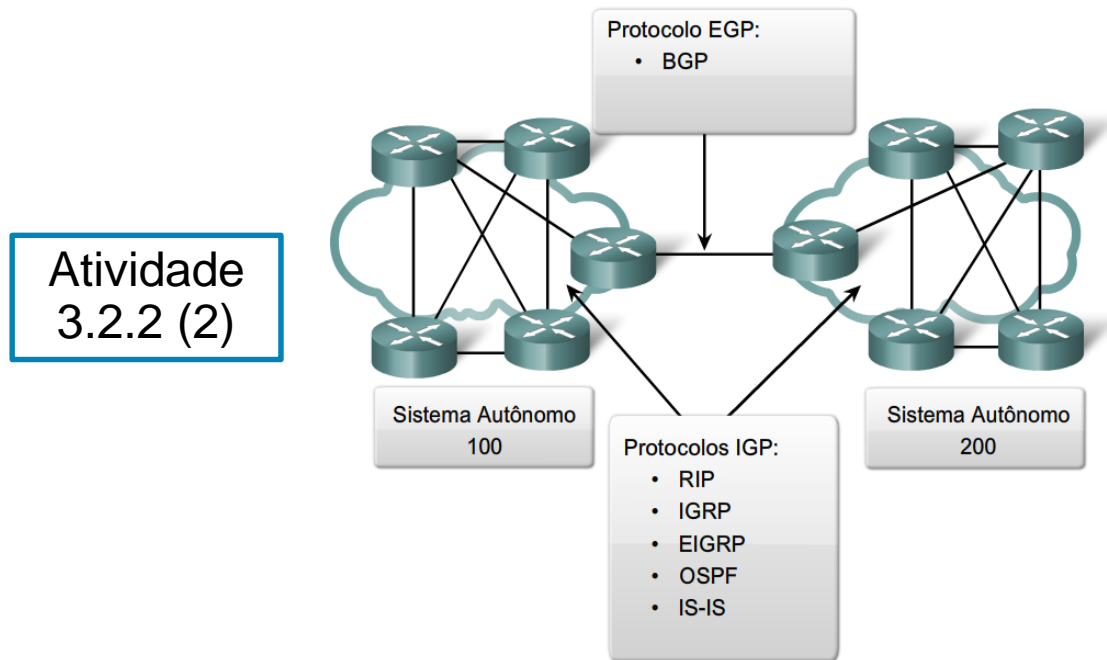 Protocolo EGP:
• BGP
Atividade
3.2.2 (2)
Sistema Autônomo
100
Sistema Autônomo
200
Protocolos IGP:
• RIP
• IGRP
• EIGRP
• OSPF
• IS-IS